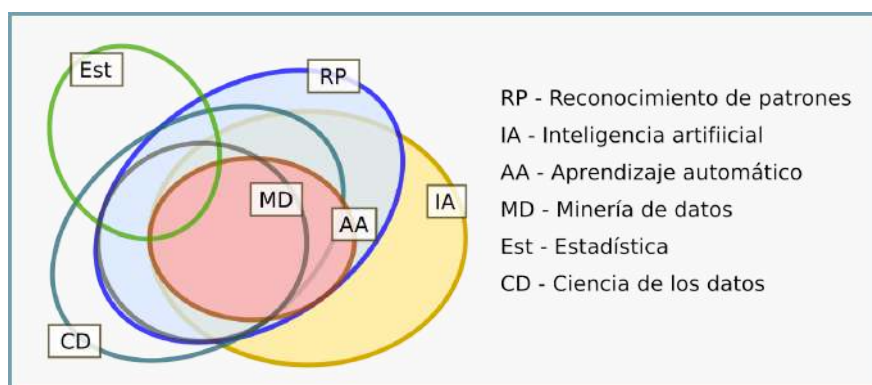 Est
RP
MD
AA
IA
CD
RP - Reconocimiento de patrones
IA - Inteligencia artifiicial
AA - Aprendizaje automático
MD - Minería de datos
Est - Estadística
CD - Ciencia de los datos